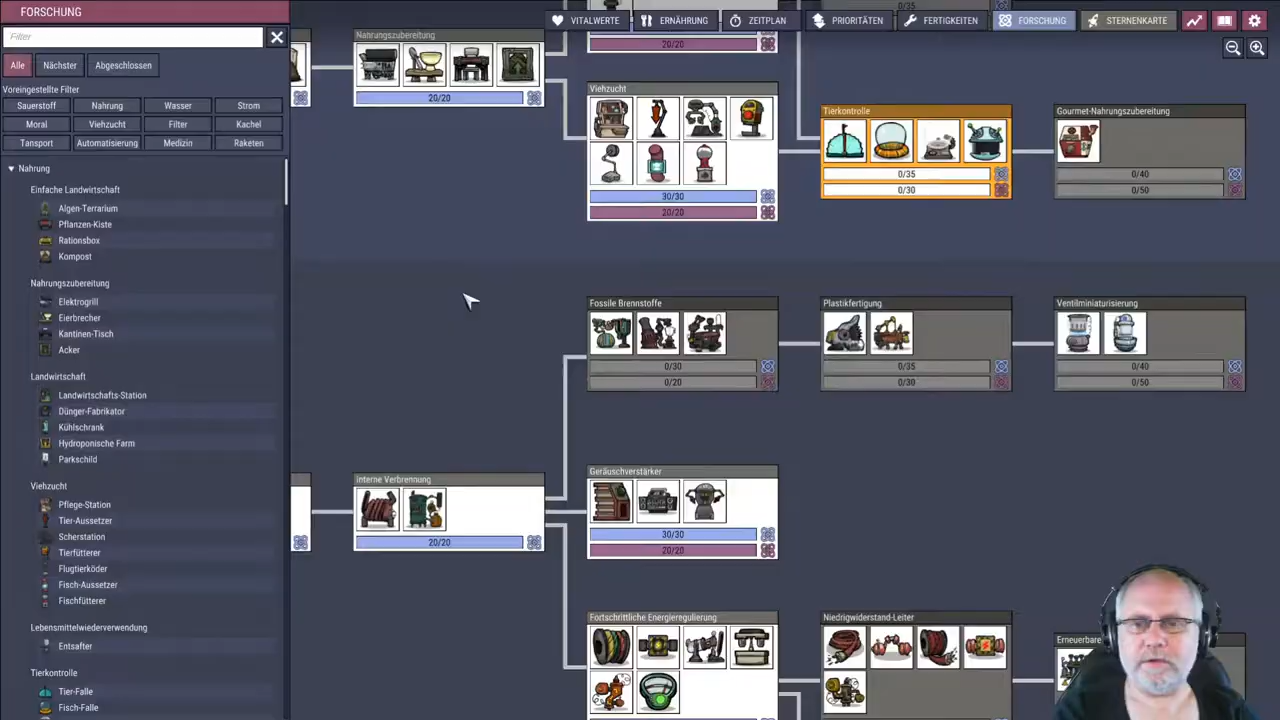 FORSCHUNG
Filter
Alle
Nächster
Abgeschlossen
Voreingestellte Filter
Sauerstoff
Nahrung
Wasser
Strom
Moral
Viehzucht
Filter
Kachel
Transport
Automatisierung
Medizin
Raketen
Nahrung
Einfache Landwirtschaft
Algen-Terrarium
Pflanzen-Kiste
Rationsbox
Kompost
Nahrungszubereitung
Elektrogrill
Eierbrecher
Kantinen-Tisch
Acker
Landwirtschaft
Landwirtschafts-Station
Dünger-Fabrikator
Kühlschrank
Hydroponische Farm
Parkschild
Viehzucht
Pflege-Station
Tier-Aussetzer
Scherstation
Tierfütterer
Flugtierköder
Fisch-Aussetzer
Fischfütterer
Lebensmittelwiederverwendung
Entsafter
Tierkontrolle
Tier-Falle
Fisch-Falle
VITALWERTE
ERNÄHRUNG
ZEITPLAN
PRIORITÄTEN
FERTIGKEITEN
FORSCHUNG
STERNENKARTE
0/35
20/20
Nahrungszubereitung
20/20
Viehzucht
30/30
20/20
Tierkontrolle
0/35
0/30
Gourmet-Nahrungszubereitung
0/40
0/50
Fossile Brennstoffe
0/30
0/20
Plastikfertigung
0/35
0/30
Ventilminiaturisierung
0/40
0/50
interne Verbrennung
20/20
Geräuschverstärker
30/30
20/20
Fortschrittliche Energieregulierung
Niedrigwiderstand-Leiter
Erneuerbare